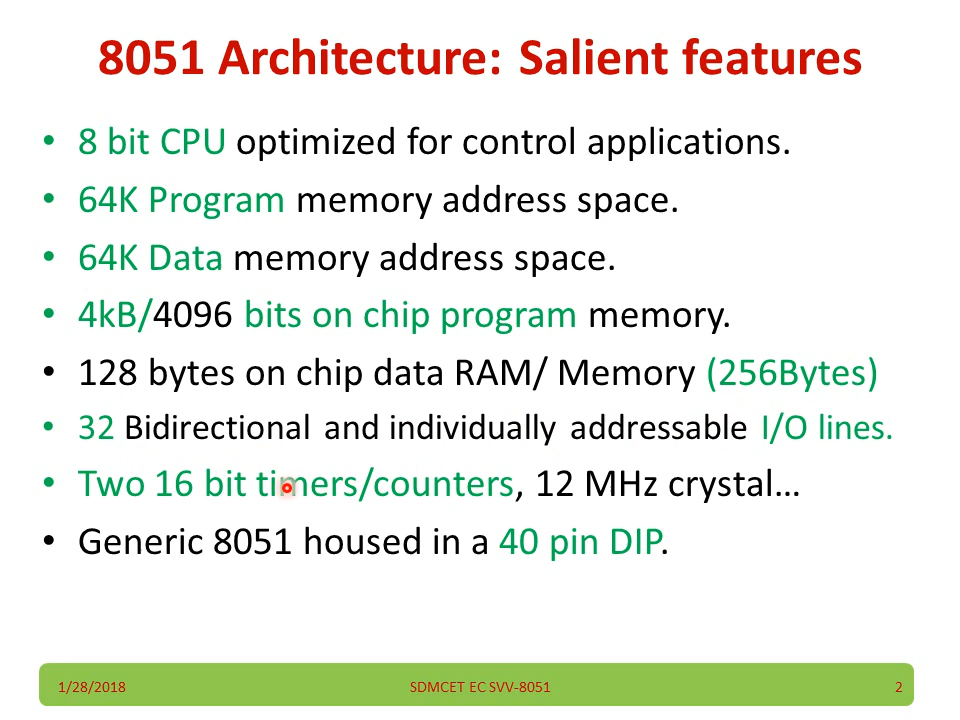 8051 Architecture: Salient features
• 8 bit CPU optimized for control applications.
• 64K Program memory address space.
• 64K Data memory address space.
• 4kB/4096 bits on chip program memory.
• 128 bytes on chip data RAM/ Memory (256Bytes)
• 32 Bidirectional and individually addressable I/O lines.
• Two 16 bit timers/counters, 12 MHz crystal…
• Generic 8051 housed in a 40 pin DIP.
1/28/2018 SDMCET EC SVV-8051 2